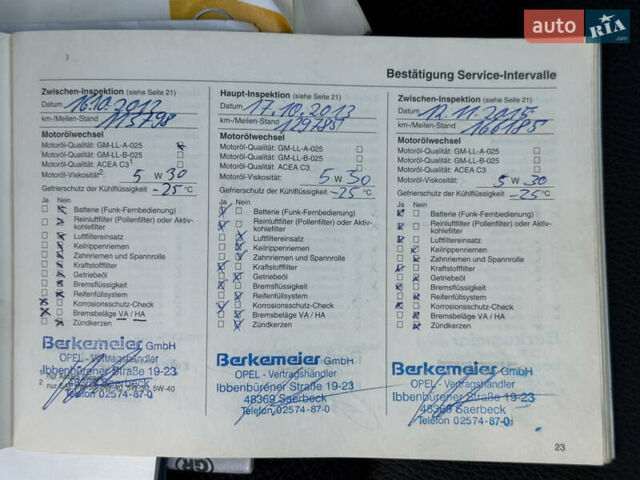 auto RIA.com
Bestätigung Service-Intervalle
Zwischen-Inspektion (siehe Seite 21)
Datum 16.10.2012
km-/Meilen-Stand 115798
Motorölwechsel
Motoröl-Qualität: GM-LL-A-025
Motoröl-Qualität: GM-LL-B-025
Motoröl-Qualität: ACEA C3¹
Motoröl-Viskosität²: 5 W 30
Gefrierschutz der Kühlflüssigkeit -25 °C
Ja Nein
Batterie (Funk-Fernbedienung)
Reinluftfilter (Pollenfilter) oder Aktiv-
kohlefilter
Luftfiltereinsatz
Keilrippenriemen
Zahnriemen und Spannrolle
Kraftstofffilter
Getriebeöl
Bremsflüssigkeit
Reifenfüllsystem
Korrosionsschutz-Check
Bremsbeläge VA / HA
Zündkerzen
Berkemeier GmbH
OPEL - Vertragshändler
Ibbenbürener Straße 19-23
48369 Saerbeck
Telefon 02574-87-0
Haupt-Inspektion (siehe Seite 21)
Datum 17.10.2013
km-/Meilen-Stand 129785
Motorölwechsel
Motoröl-Qualität: GM-LL-A-025
Motoröl-Qualität: GM-LL-B-025
Motoröl-Qualität: ACEA C3
Motoröl-Viskosität: 5 W 30
Gefrierschutz der Kühlflüssigkeit -25 °C
Ja Nein
Batterie (Funk-Fernbedienung)
Reinluftfilter (Pollenfilter) oder Aktiv-
kohlefilter
Luftfiltereinsatz
Keilrippenriemen
Zahnriemen und Spannrolle
Kraftstofffilter
Getriebeöl
Bremsflüssigkeit
Reifenfüllsystem
Korrosionsschutz-Check
Bremsbeläge VA / HA
Zündkerzen
Berkemeier GmbH
OPEL - Vertragshändler
Ibbenbürener Straße 19-23
48369 Saerbeck
Telefon 02574-87-0
Zwischen-Inspektion (siehe Seite 21)
Datum 12.11.2015
km-/Meilen-Stand 166185
Motorölwechsel
Motoröl-Qualität: GM-LL-A-025
Motoröl-Qualität: GM-LL-B-025
Motoröl-Qualität: ACEA C3
Motoröl-Viskosität: 5 W 30
Gefrierschutz der Kühlflüssigkeit -25 °C
Ja Nein
Batterie (Funk-Fernbedienung)
Reinluftfilter (Pollenfilter) oder Aktiv-
kohlefilter
Luftfiltereinsatz
Keilrippenriemen
Zahnriemen und Spannrolle
Kraftstofffilter
Getriebeöl
Bremsflüssigkeit
Reifenfüllsystem
Korrosionsschutz-Check
Bremsbeläge VA / HA
Zündkerzen
Berkemeier GmbH
OPEL - Vertragshändler
Ibbenbürener Straße 19-23
48369 Saerbeck
Telefon 02574-87-0
23
GR